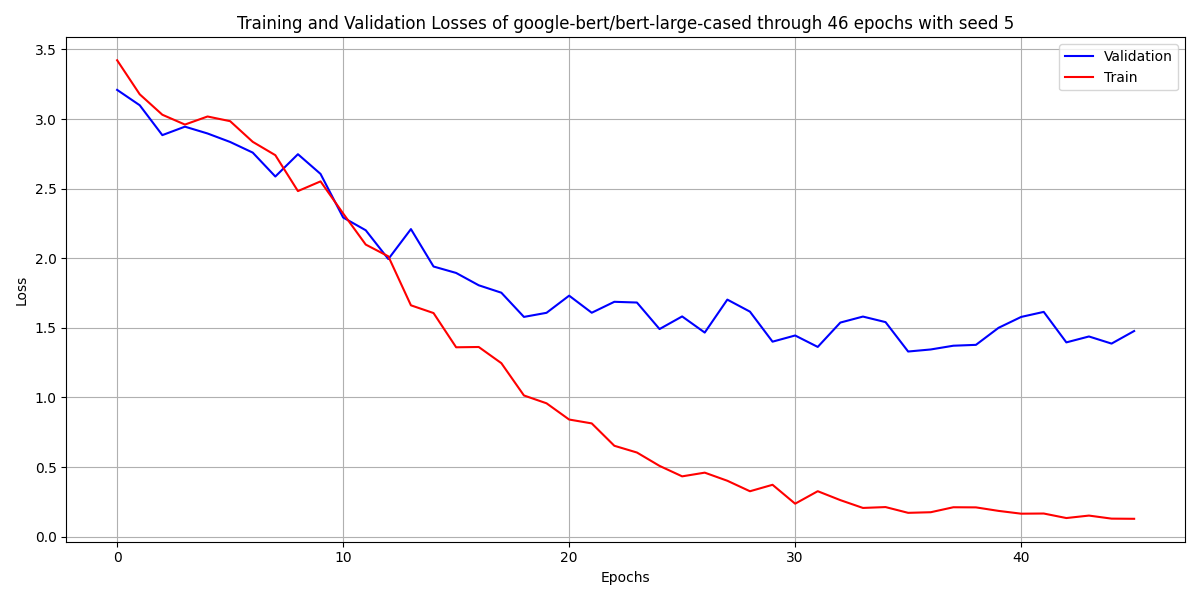 Training and Validation Losses of google-bert/bert-large-cased through 46 epochs with seed 5
Validation
Train
Loss
3.5
3.0
2.5
2.0
1.5
1.0
0.5
0.0
0 10 20 30 40
Epochs